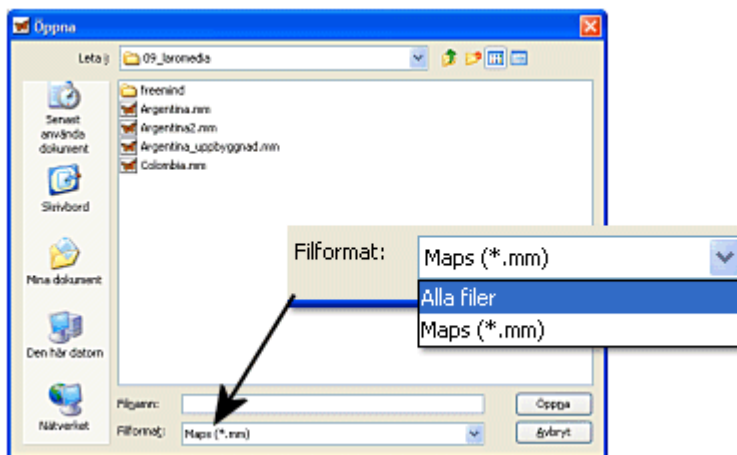 Öppna
Leta i:
09_laromedia
freemind
Argentina.mm
Argentina2.mm
Argentina_uppbyggnad.mm
Colombia.mm
Senast
använda
dokument
Skrivbord
Mina dokument
Den här datorn
Nätverket
Filformat:
Maps (*.mm)
Alla filer
Maps (*.mm)
Filnamn:
Öppna
Filformat:
Maps (*.mm)
Avbryt